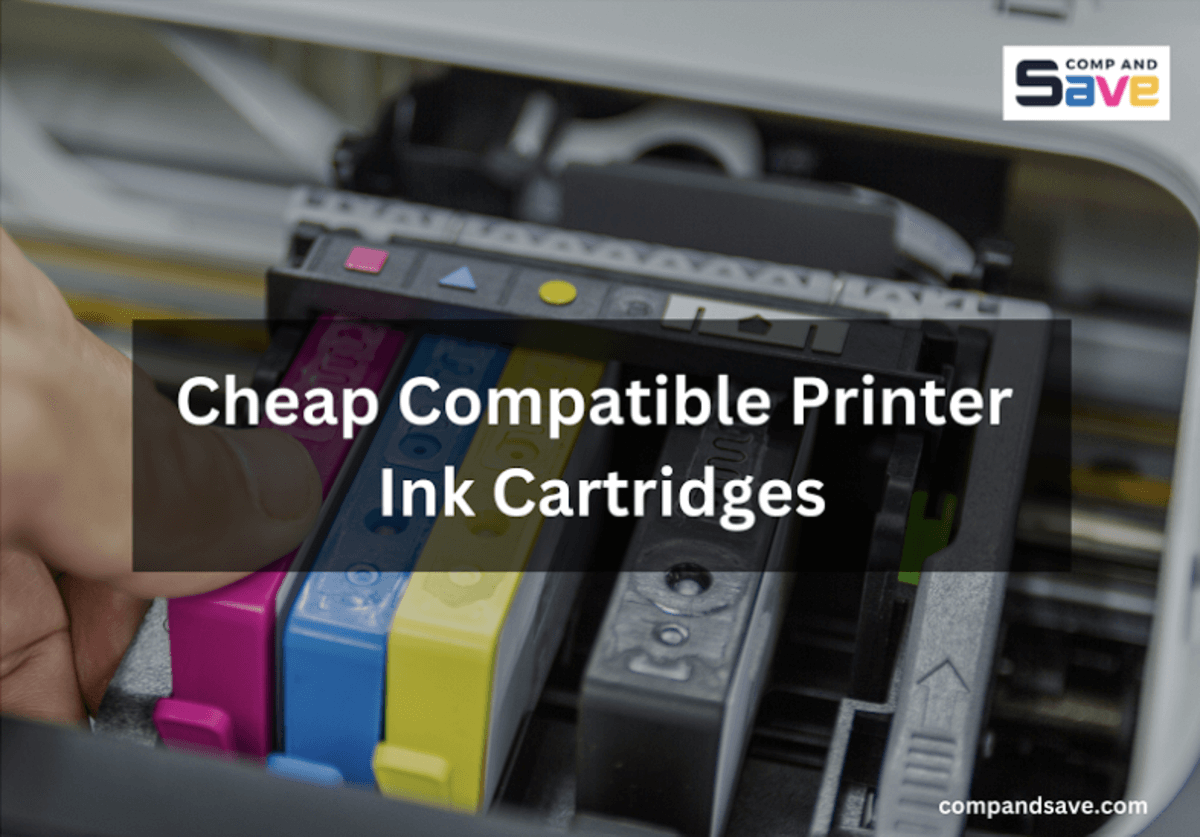 COMP AND
Save
Cheap Compatible Printer
Ink Cartridges
compandsave.com